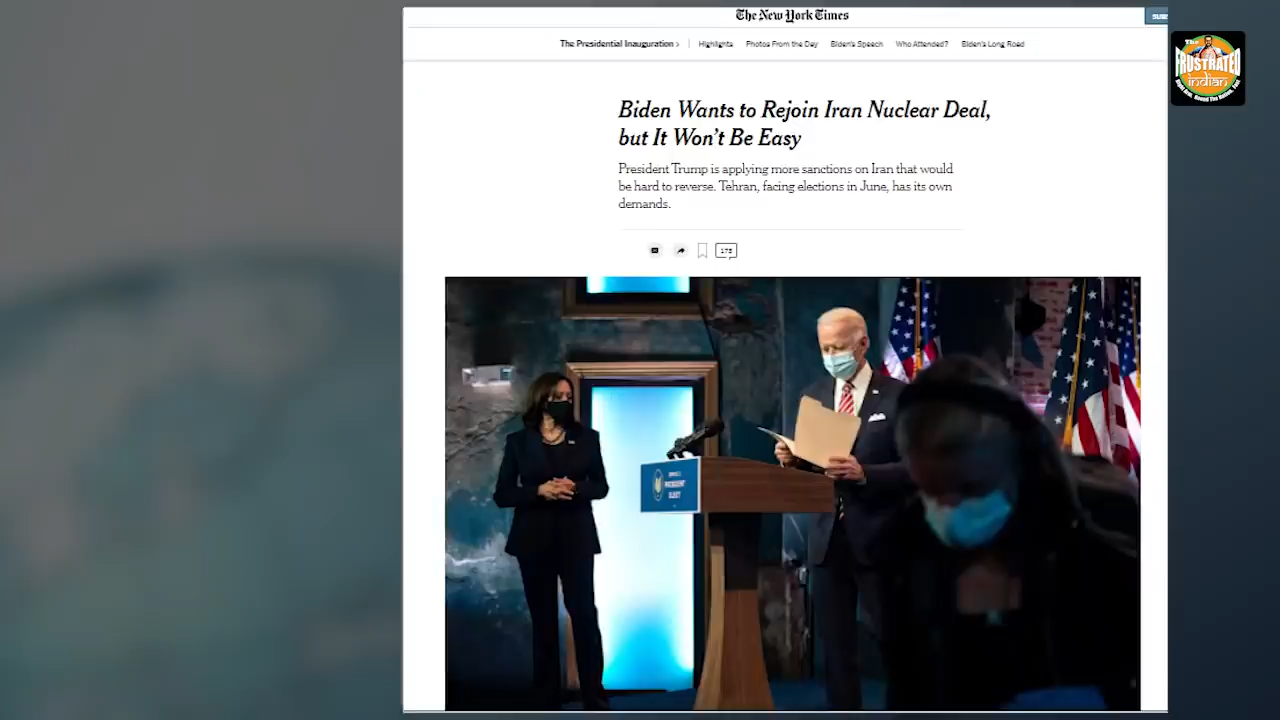 The New York Times
The Presidential Inauguration › Highlights Photos From the Day Biden's Speech Who Attended? Biden's Long Road
Biden Wants to Rejoin Iran Nuclear Deal,
but It Won't Be Easy
President Trump is applying more sanctions on Iran that would
be hard to reverse. Tehran, facing elections in June, has its own
demands.
175
PRESIDENT
ELECT
The
FRUSTRATED
indian